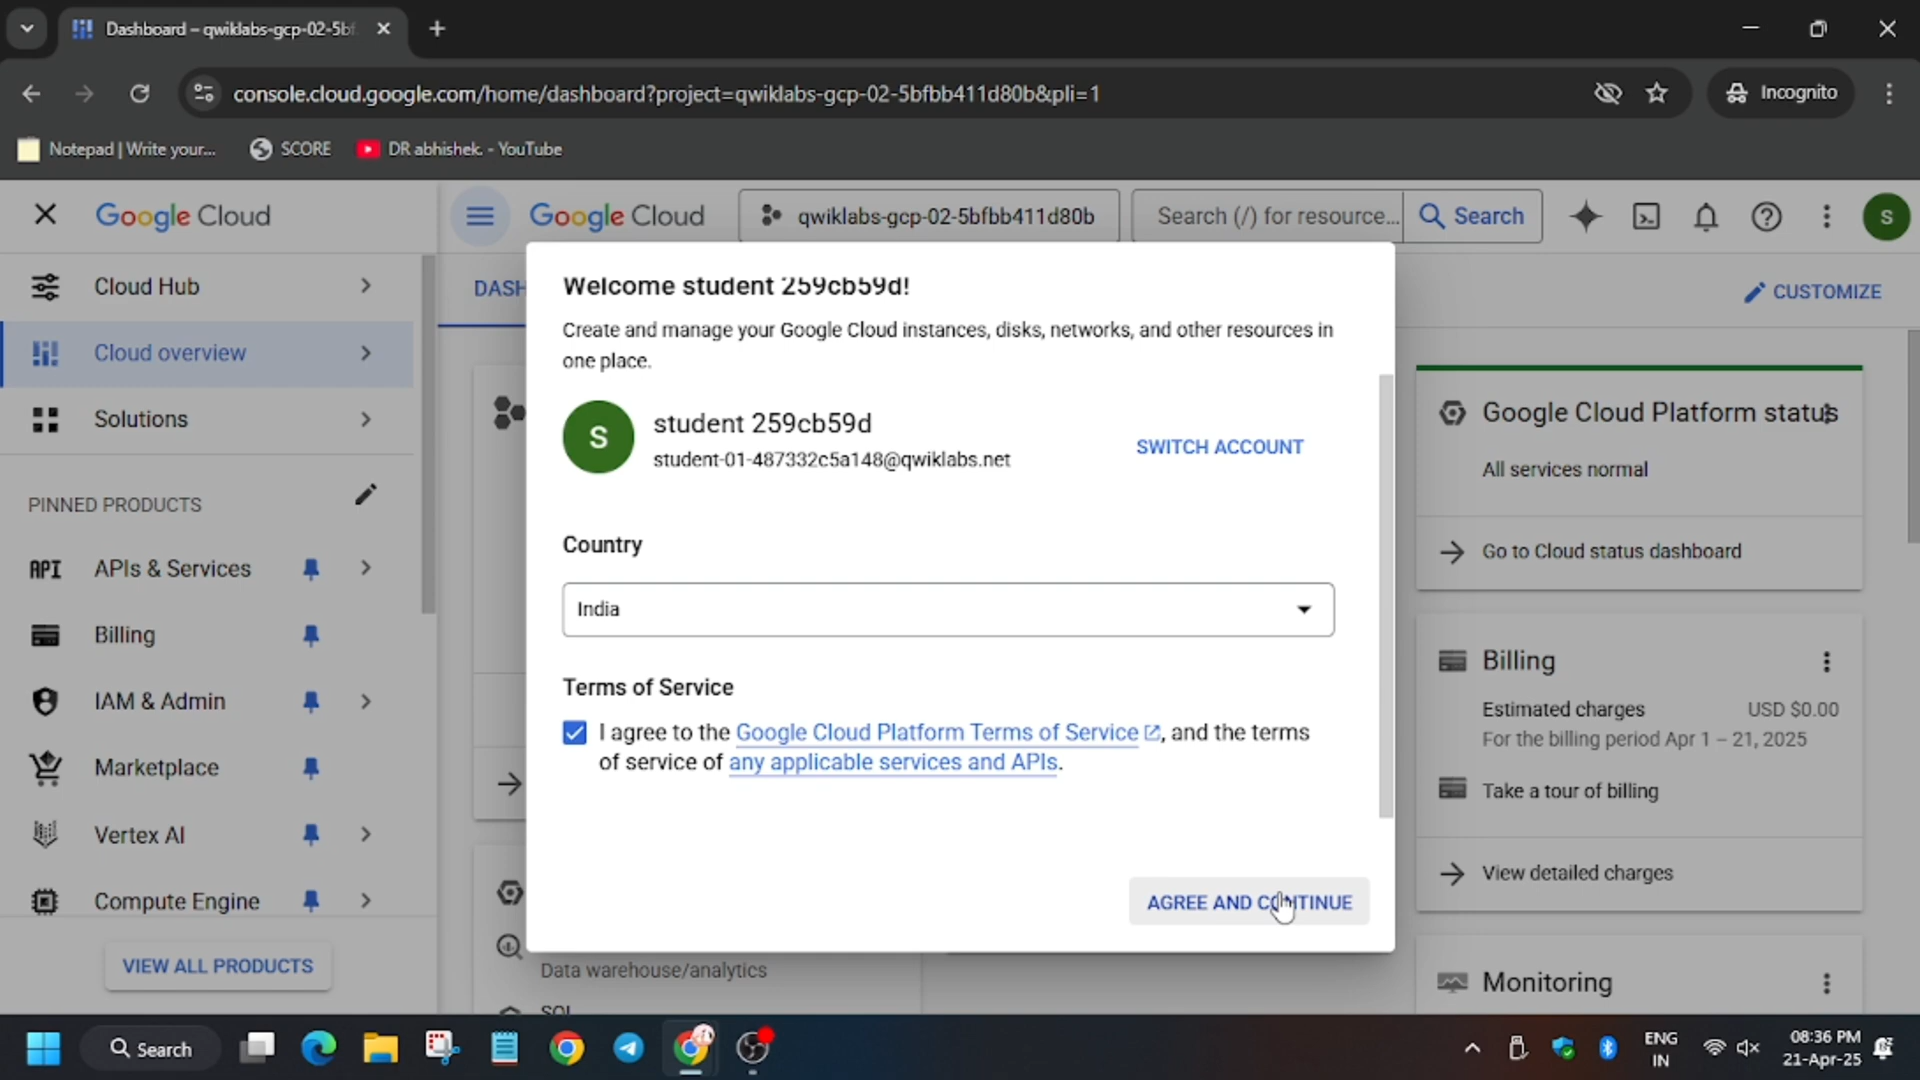 Dashboard – qwiklabs-gcp-02-5bf
console.cloud.google.com/home/dashboard?project=qwiklabs-gcp-02-5bfbb411d80b&pli=1
Incognito
Notepad | Write your...
SCORE
DR abhishek. - YouTube
Google Cloud
Google Cloud
qwiklabs-gcp-02-5bfbb411d80b
Search (/) for resource...
Search
S
Cloud Hub
Cloud overview
Solutions
PINNED PRODUCTS
API APIs & Services
Billing
IAM & Admin
Marketplace
Vertex AI
Compute Engine
VIEW ALL PRODUCTS
DASH
CUSTOMIZE
Welcome student 259cb59d!
Create and manage your Google Cloud instances, disks, networks, and other resources in
one place.
S
student 259cb59d
student-01-487332c5a148@qwiklabs.net
SWITCH ACCOUNT
Country
India
Terms of Service
I agree to the Google Cloud Platform Terms of Service, and the terms
of service of any applicable services and APIs.
AGREE AND CONTINUE
Data warehouse/analytics
SQL
Google Cloud Platform status
All services normal
Go to Cloud status dashboard
Billing
Estimated charges USD $0.00
For the billing period Apr 1 – 21, 2025
Take a tour of billing
View detailed charges
Monitoring
Search
ENG
IN
08:36 PM
21-Apr-25